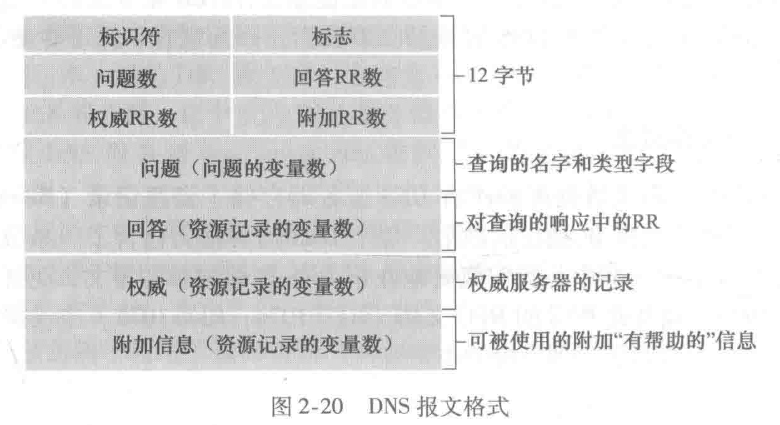 标识符 标志
问题数 回答RR数 12字节
权威RR数 附加RR数
问题（问题的变量数） 查询的名字和类型字段
回答（资源记录的变量数） 对查询的响应中的RR
权威（资源记录的变量数） 权威服务器的记录
附加信息（资源记录的变量数） 可被使用的附加“有帮助的”信息
图 2-20 DNS 报文格式